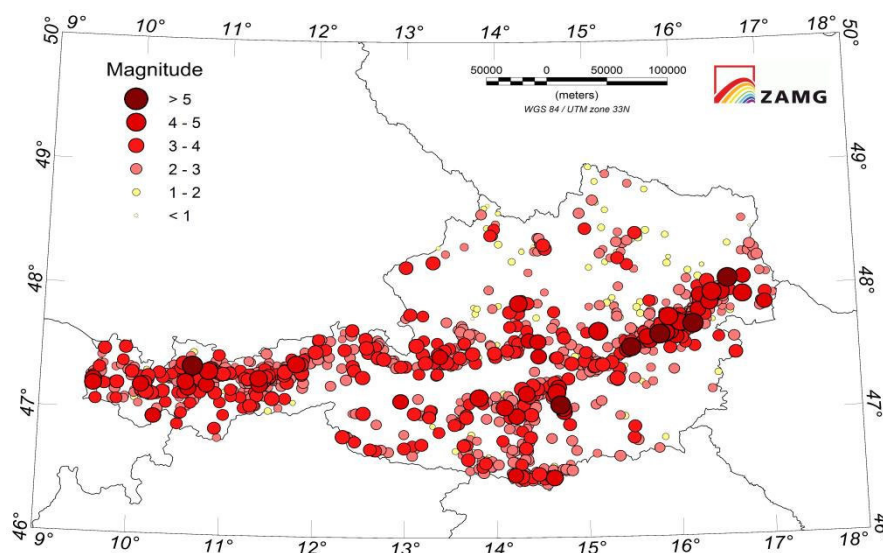 9° 10° 11° 12° 13° 14° 15° 16° 17° 18°
50° 50°
Magnitude
> 5
4 - 5
3 - 4
2 - 3
1 - 2
< 1
50000 0 50000 100000
(meters)
WGS 84 / UTM zone 33N
ZAMG
49° 49°
48° 48°
47° 47°
46° 46°
9° 10° 11° 12° 13° 14° 15° 16° 17°